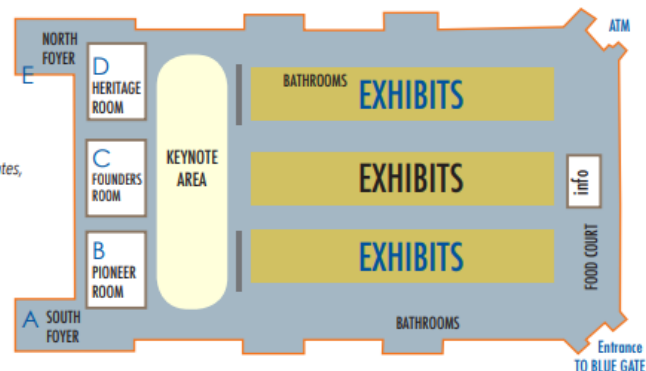 NORTH
FOYER
E
D
HERITAGE
ROOM
C
FOUNDERS
ROOM
B
PIONEER
ROOM
A
SOUTH
FOYER
KEYNOTE
AREA
BATHROOMS
EXHIBITS
EXHIBITS
EXHIBITS
BATHROOMS
info
FOOD COURT
ATM
Entrance
TO BLUE GATE